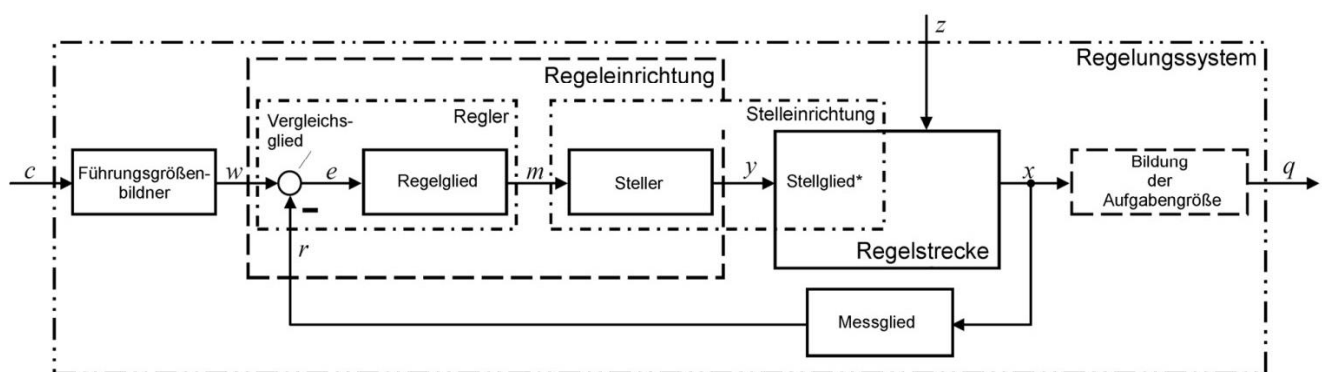 z
Regelungssystem
Regeleinrichtung
Vergleichs-
glied
Regler
Stelleinrichtung
c
Führungsgrößen-
bildner
w
e
Regelglied
m
Steller
y
Stellglied*
x
Bildung
der
Aufgabengröße
q
–
r
Regelstrecke
Messglied